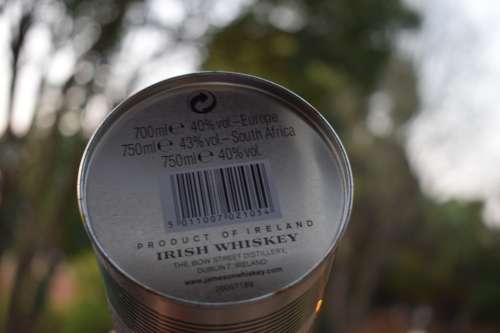 700ml ℮ 40% vol.–Europe
750ml ℮ 43% vol.–South Africa
750ml ℮ 40% vol.
5 011007 021034
PRODUCT OF IRELAND
IRISH WHISKEY
THE BOW STREET DISTILLERY,
DUBLIN 7, IRELAND.
www.jamesonwhiskey.com